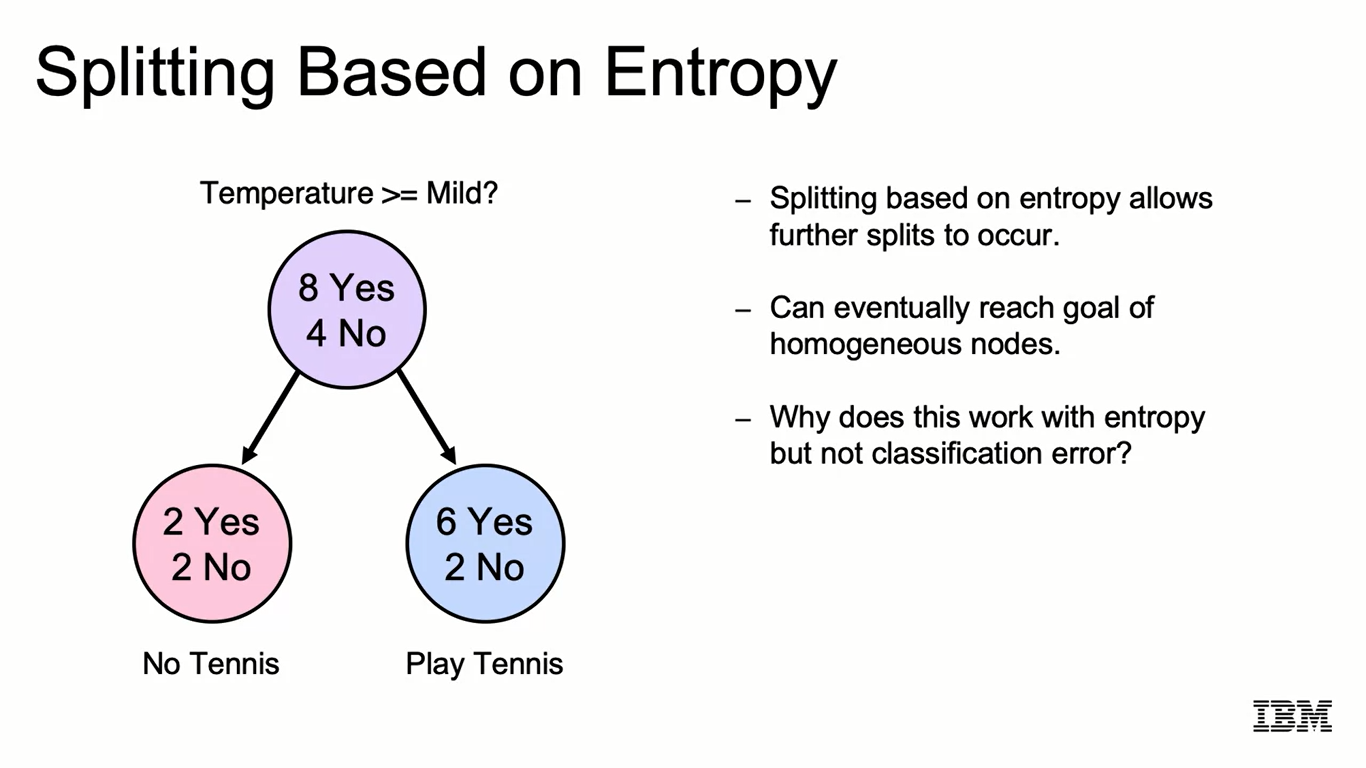 Splitting Based on Entropy
Temperature >= Mild?
8 Yes
4 No
2 Yes
2 No
6 Yes
2 No
No Tennis
Play Tennis
– Splitting based on entropy allows
further splits to occur.
– Can eventually reach goal of
homogeneous nodes.
– Why does this work with entropy
but not classification error?
IBM